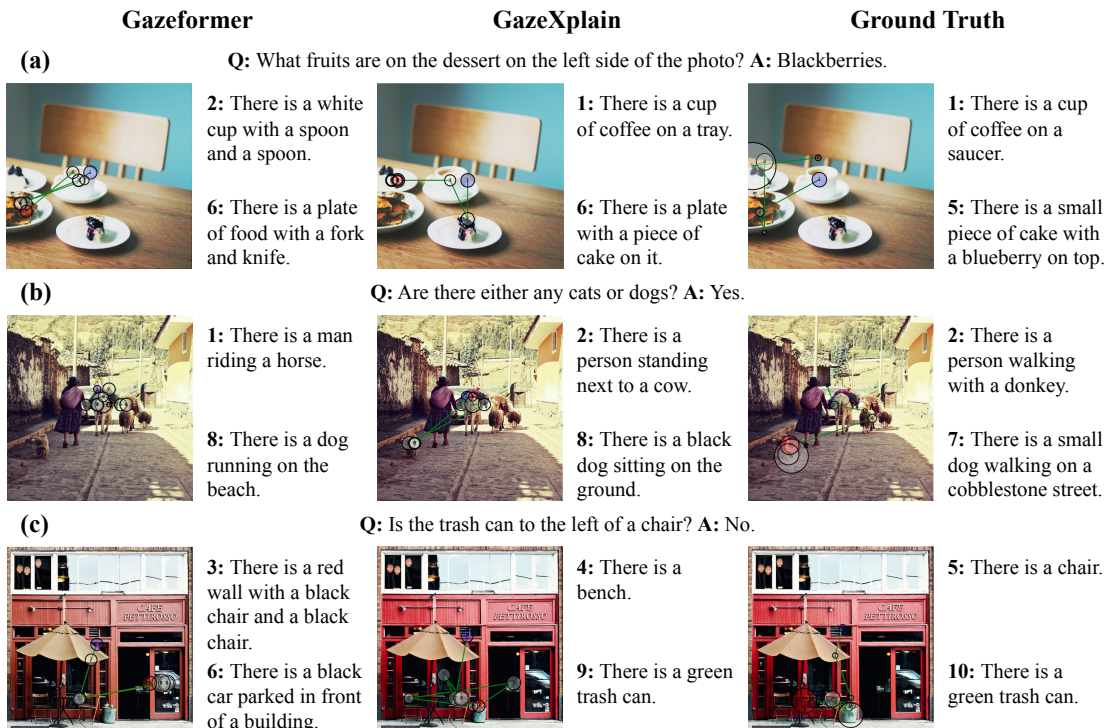 Gazeformer
GazeXplain
Ground Truth
(a)
Q: What fruits are on the dessert on the left side of the photo? A: Blackberries.
2: There is a white
cup with a spoon
and a spoon.
6: There is a plate
of food with a fork
and knife.
1: There is a cup
of coffee on a tray.
6: There is a plate
with a piece of
cake on it.
1: There is a cup
of coffee on a
saucer.
5: There is a small
piece of cake with
a blueberry on top.
(b)
Q: Are there either any cats or dogs? A: Yes.
1: There is a man
riding a horse.
8: There is a dog
running on the
beach.
2: There is a
person standing
next to a cow.
8: There is a black
dog sitting on the
ground.
2: There is a
person walking
with a donkey.
7: There is a small
dog walking on a
cobblestone street.
(c)
Q: Is the trash can to the left of a chair? A: No.
CAFE
PETTIROSSO
3: There is a red
wall with a black
chair and a black
chair.
6: There is a black
car parked in front
of a building.
CAFE
PETTIROSSO
4: There is a
bench.
9: There is a green
trash can.
CAFE
PETTIROSSO
5: There is a chair.
10: There is a
green trash can.